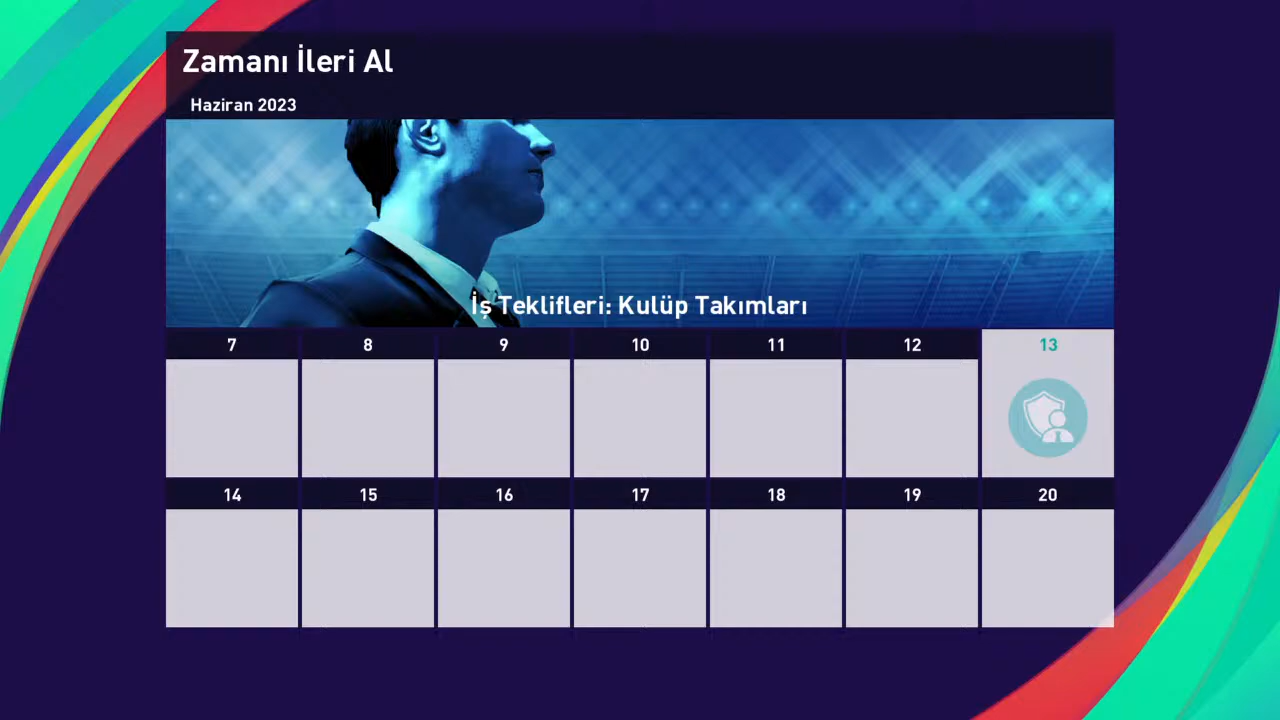 Zamanı İleri Al
Haziran 2023
İş Teklifleri: Kulüp Takımları
7 8 9 10 11 12 13
14 15 16 17 18 19 20